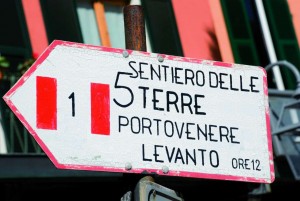 SENTIERO DELLE
1 5 TERRE
PORTOVENERE
LEVANTO ORE 12